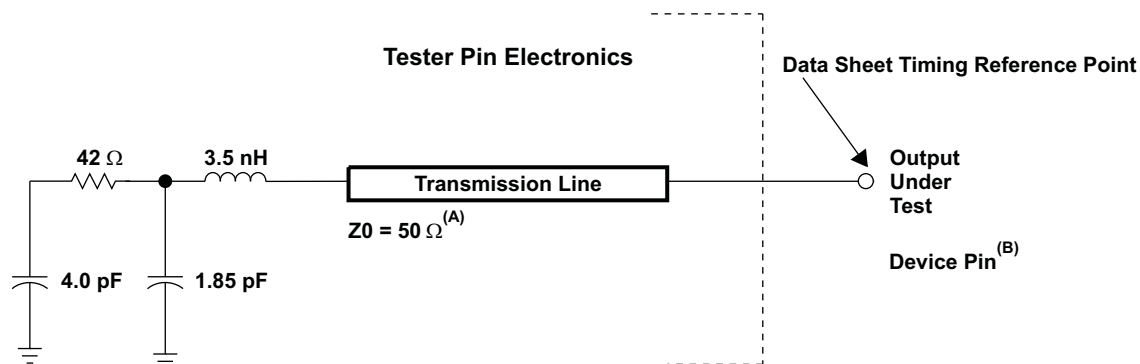 Tester Pin Electronics
Data Sheet Timing Reference Point
42 Ω
3.5 nH
Transmission Line
Output
Under
Test
Z0 = 50 Ω(A)
Device Pin(B)
4.0 pF
1.85 pF